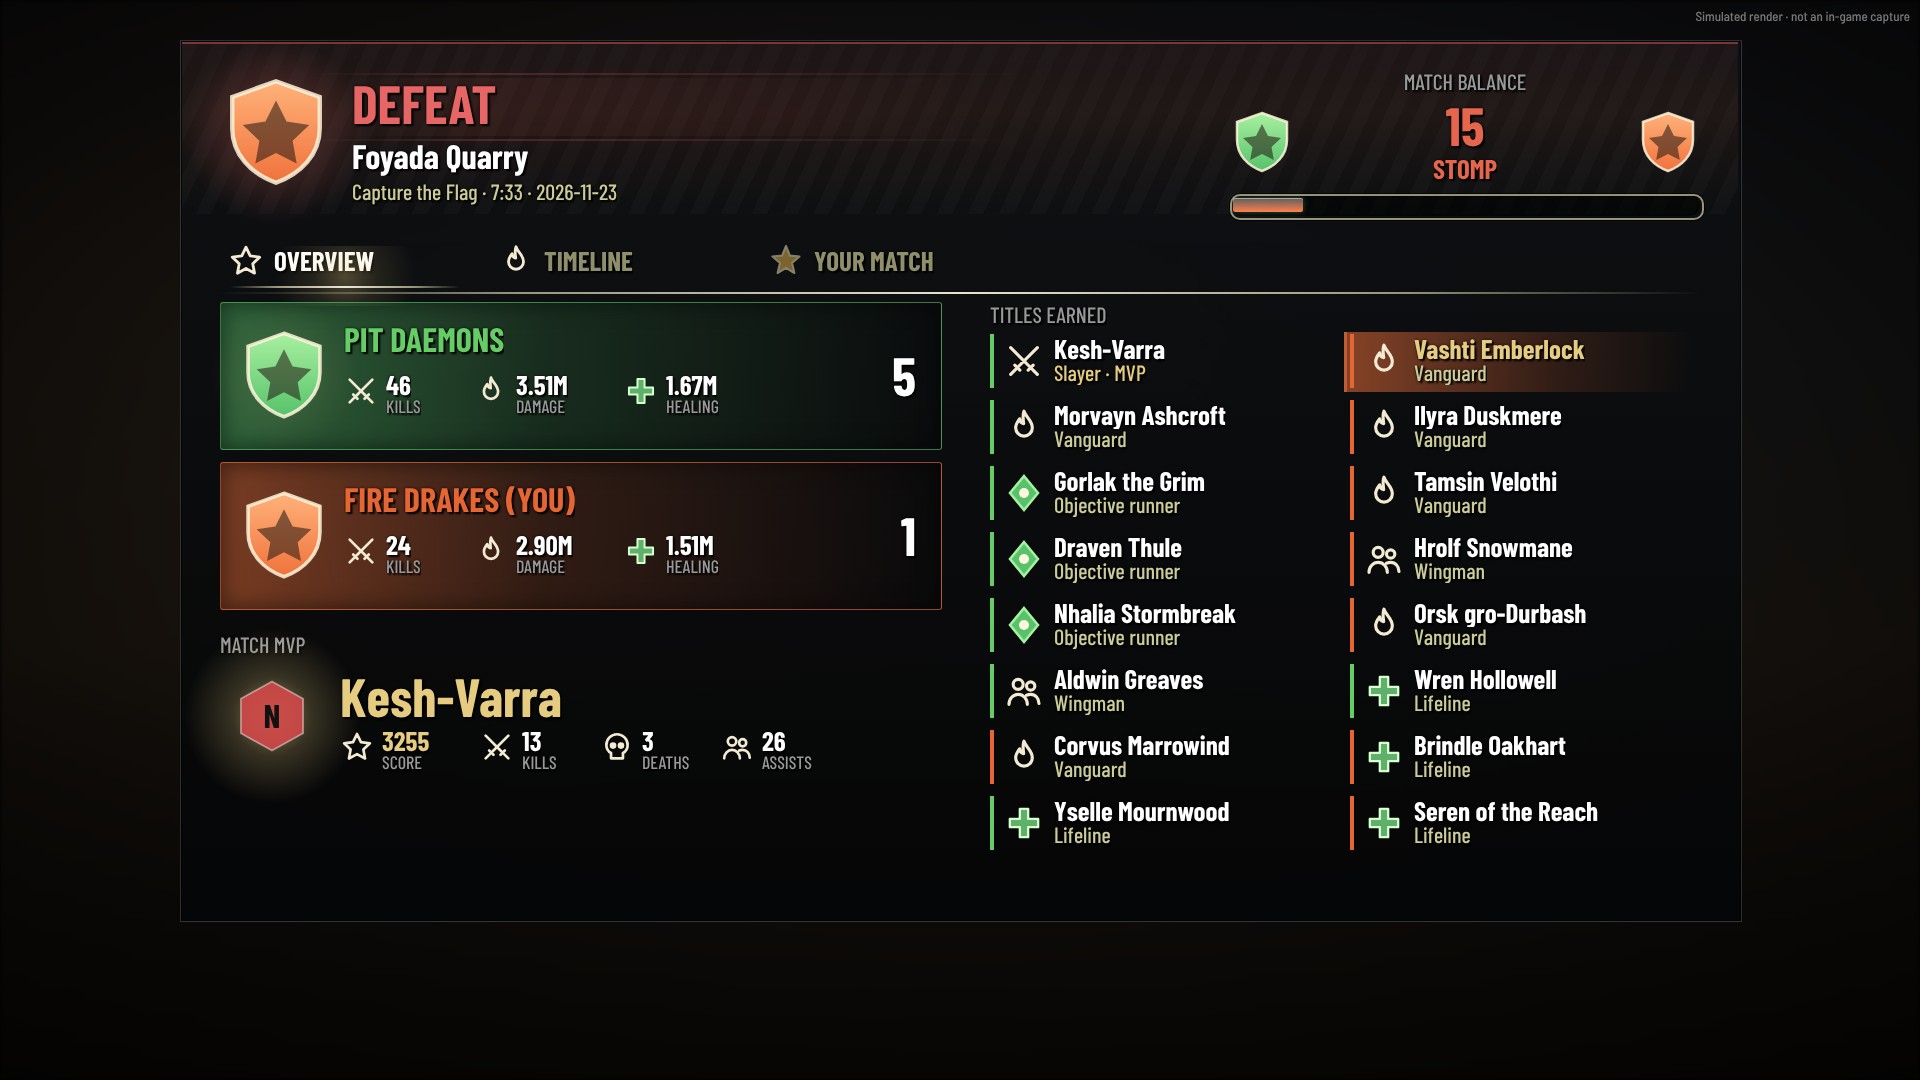 Simulated render · not an in-game capture
DEFEAT
Foyada Quarry
Capture the Flag · 7:33 · 2026-11-23
MATCH BALANCE
15
STOMP
OVERVIEW
TIMELINE
YOUR MATCH
PIT DAEMONS
46
KILLS
3.51M
DAMAGE
1.67M
HEALING
5
FIRE DRAKES (YOU)
24
KILLS
2.90M
DAMAGE
1.51M
HEALING
1
MATCH MVP
N
Kesh-Varra
3255
SCORE
13
KILLS
3
DEATHS
26
ASSISTS
TITLES EARNED
Kesh-Varra
Slayer · MVP
Vashti Emberlock
Vanguard
Morvayn Ashcroft
Vanguard
Ilyra Duskmere
Vanguard
Gorlak the Grim
Objective runner
Tamsin Velothi
Vanguard
Draven Thule
Objective runner
Hrolf Snowmane
Wingman
Nhalia Stormbreak
Objective runner
Orsk gro-Durbash
Vanguard
Aldwin Greaves
Wingman
Wren Hollowell
Lifeline
Corvus Marrowind
Vanguard
Brindle Oakhart
Lifeline
Yselle Mournwood
Lifeline
Seren of the Reach
Lifeline